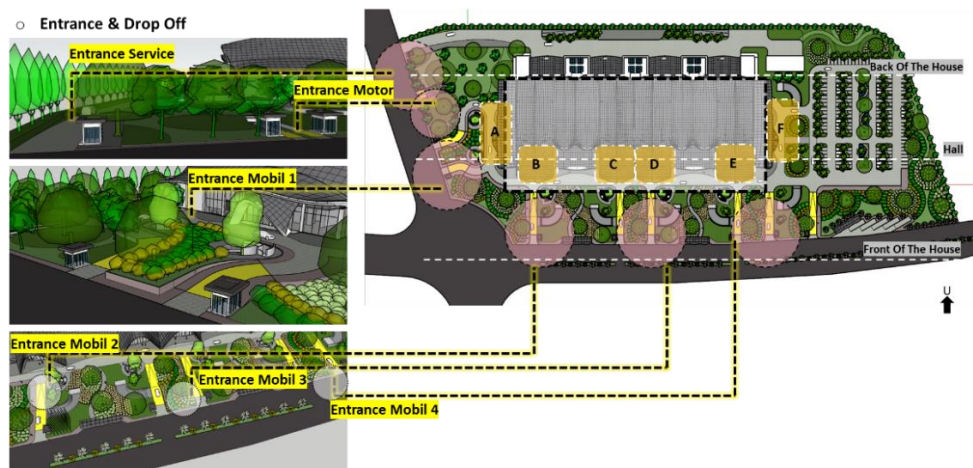 ○ Entrance & Drop Off
Entrance Service
Entrance Motor
Entrance Mobil 1
Entrance Mobil 2
Entrance Mobil 3
Entrance Mobil 4
Back Of The House
A
F
Hall
B
C
D
E
Front Of The House
U